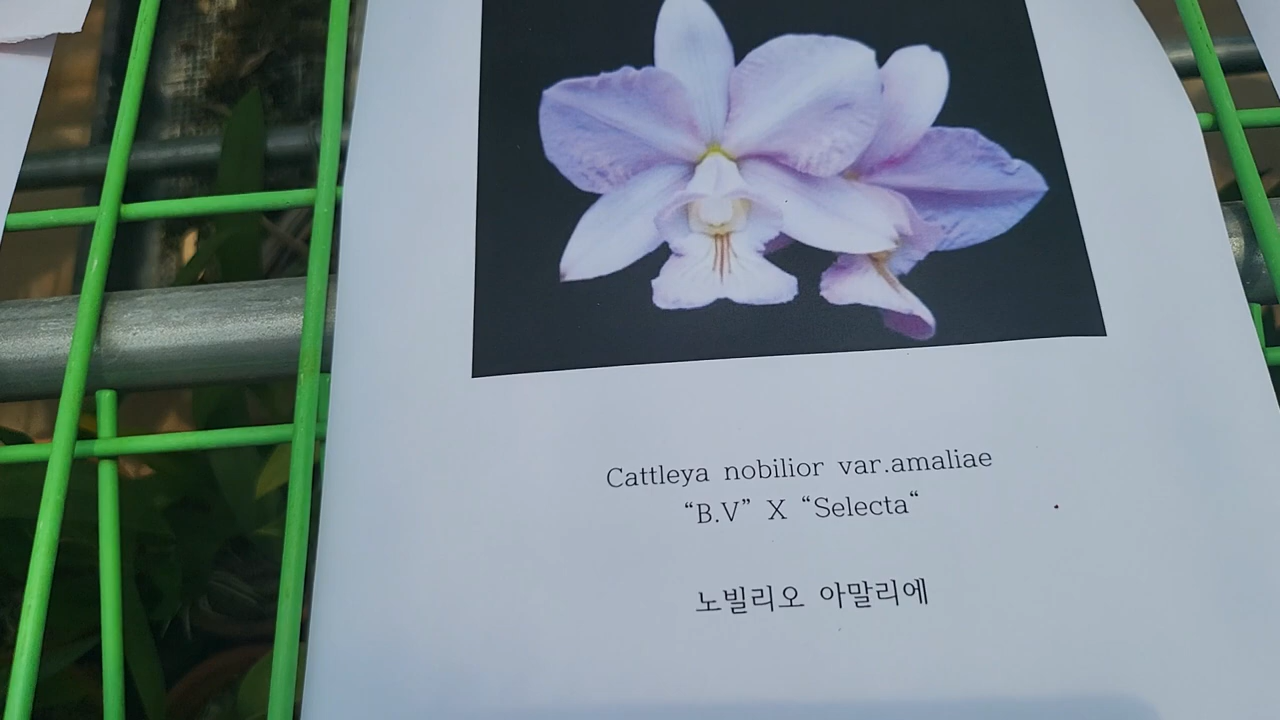 Cattleya nobilior var.amaliae
“B.V” X “Selecta“
노빌리오 아말리에